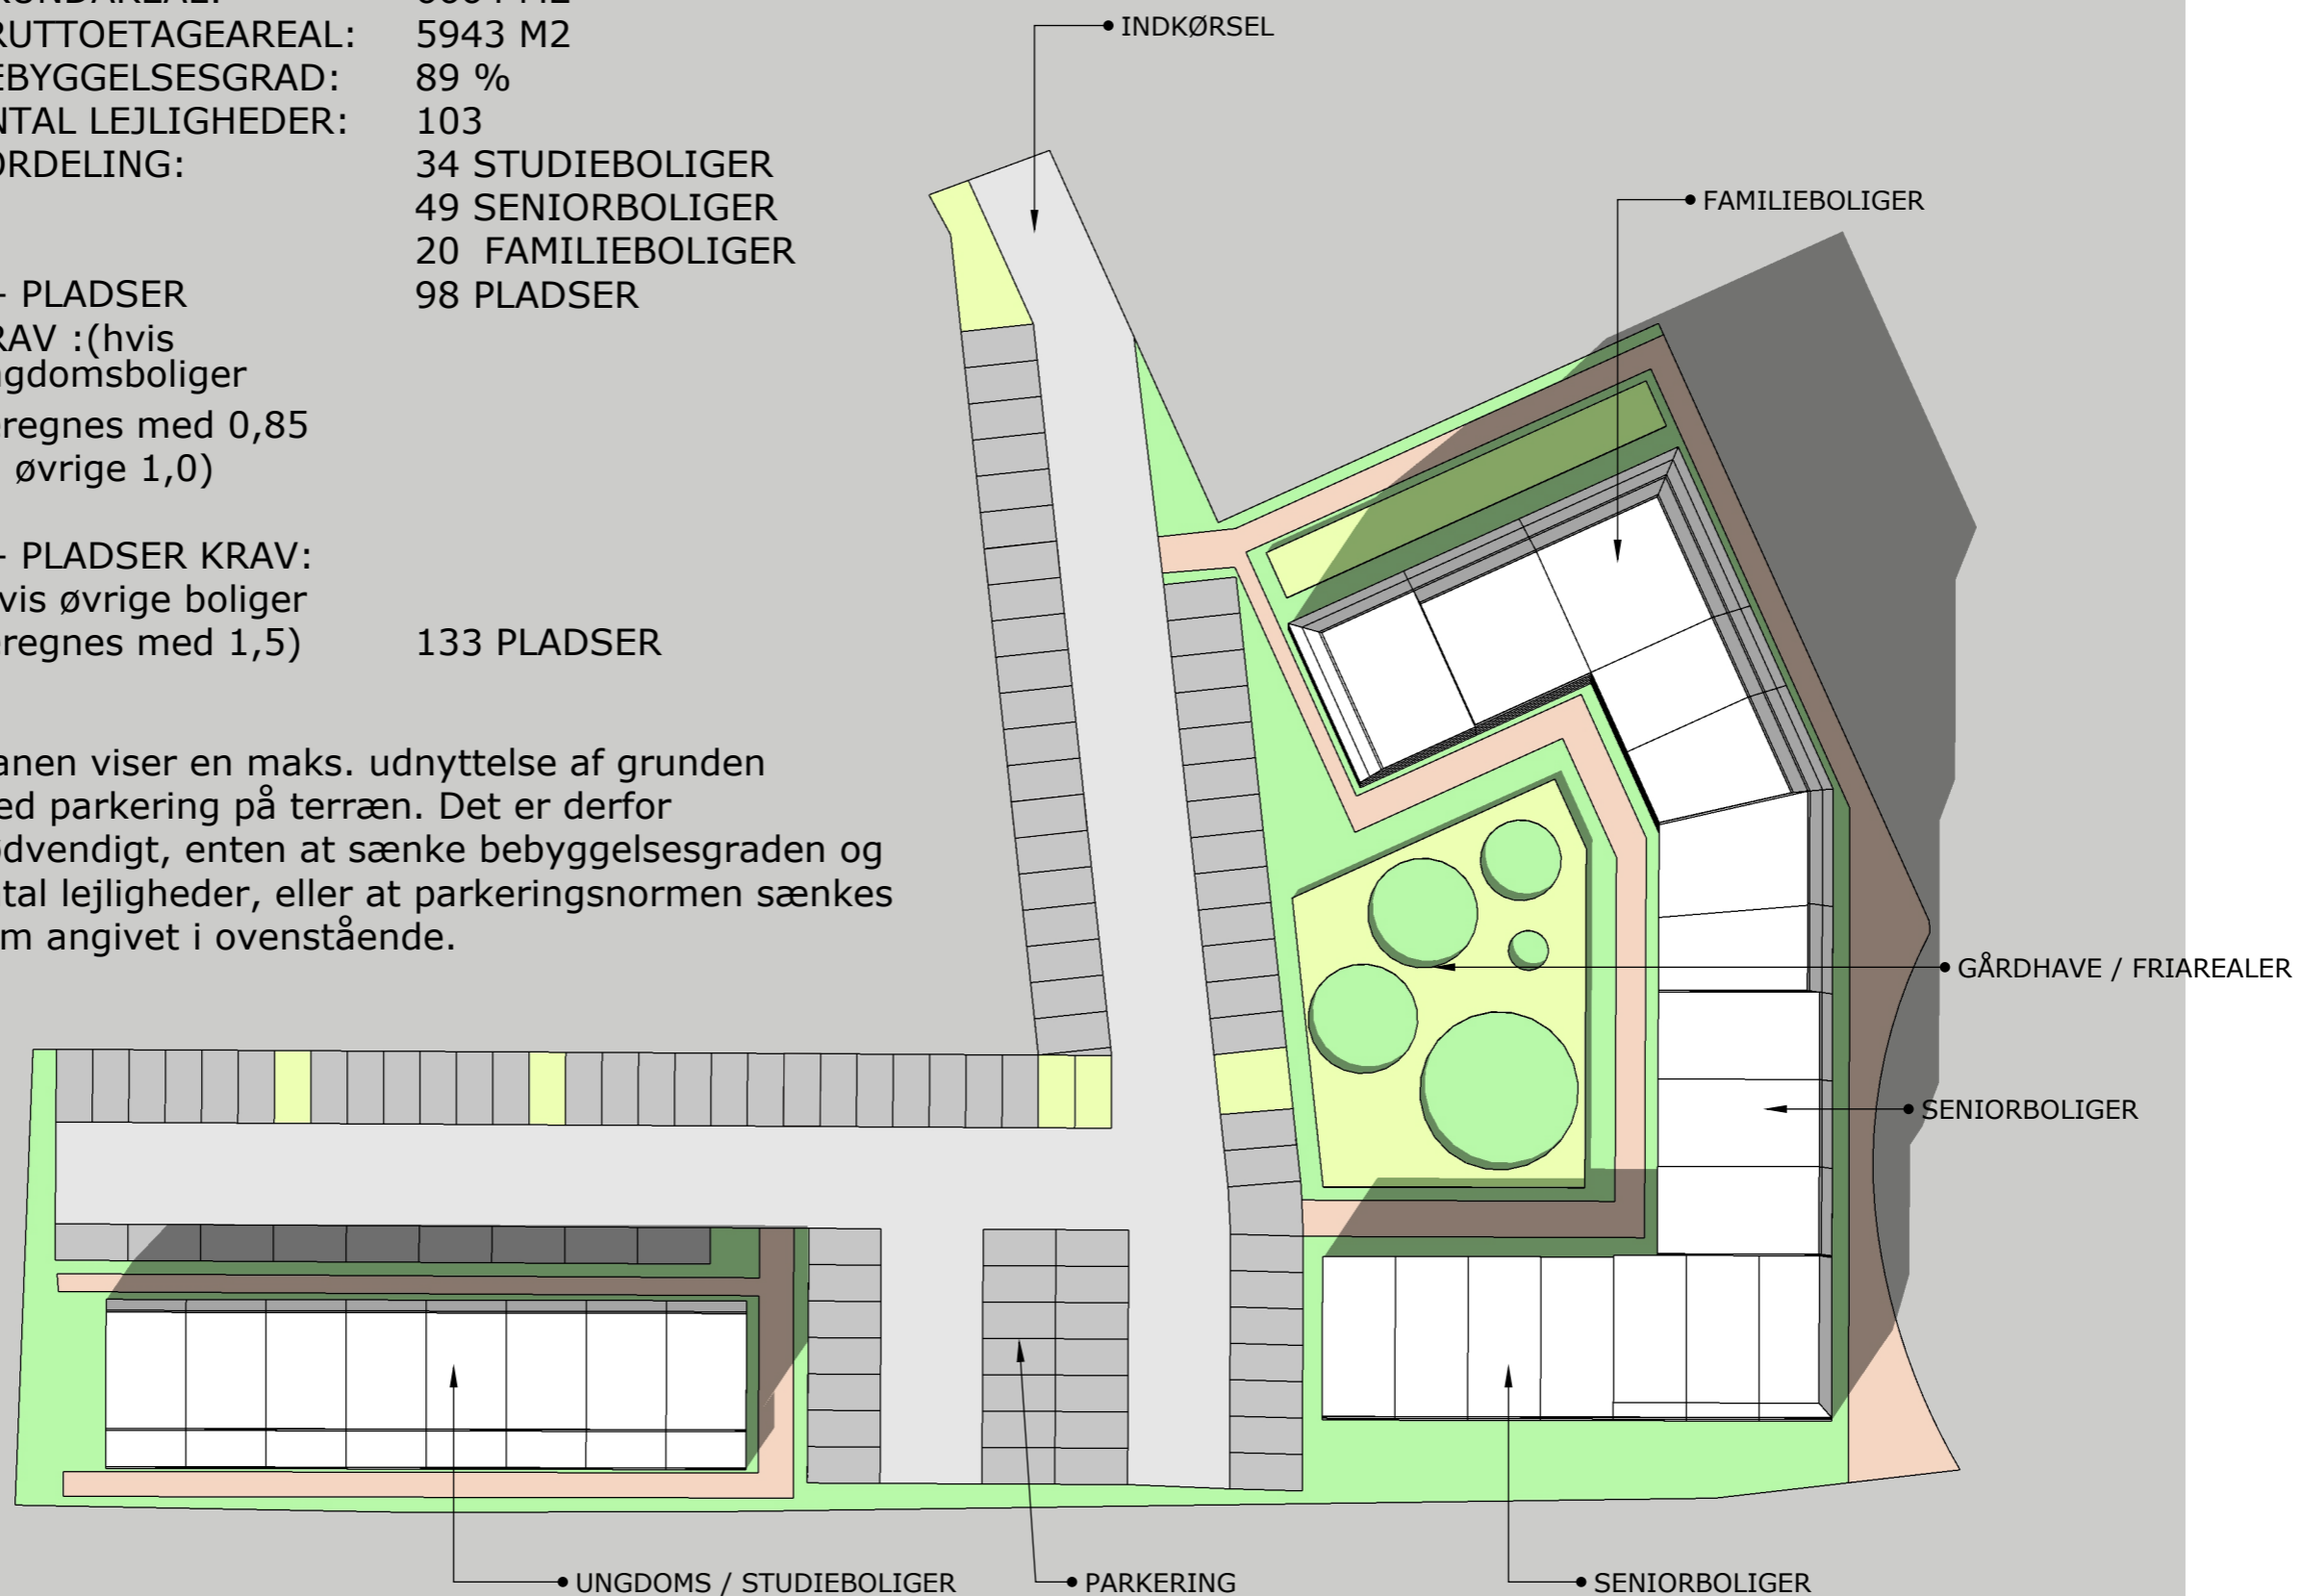 RUTTOETAGEAREAL: 5943 M2
EBYGGELSESGRAD: 89 %
NTAL LEJLIGHEDER: 103
ORDELING: 34 STUDIEBOLIGER
49 SENIORBOLIGER
20 FAMILIEBOLIGER
- PLADSER 98 PLADSER
RAV :(hvis
gdomsboliger
regnes med 0,85
øvrige 1,0)
- PLADSER KRAV:
vis øvrige boliger
regnes med 1,5) 133 PLADSER
anen viser en maks. udnyttelse af grunden
ed parkering på terræn. Det er derfor
dvendigt, enten at sænke bebyggelsesgraden og
tal lejligheder, eller at parkeringsnormen sænkes
m angivet i ovenstående.
INDKØRSEL
FAMILIEBOLIGER
GÅRDHAVE / FRIAREALER
SENIORBOLIGER
UNGDOMS / STUDIEBOLIGER
PARKERING
SENIORBOLIGER